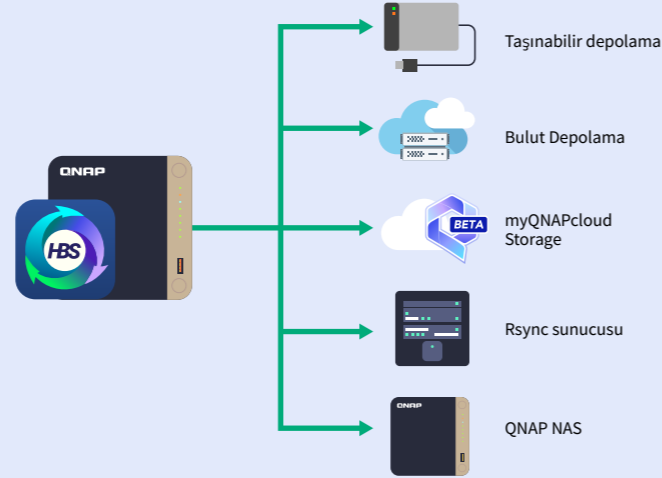 Taşınabilir depolama
Bulut Depolama
QNAP
HBS
BETA
myQNAPcloud
Storage
Rsync sunucusu
QNAP
QNAP NAS